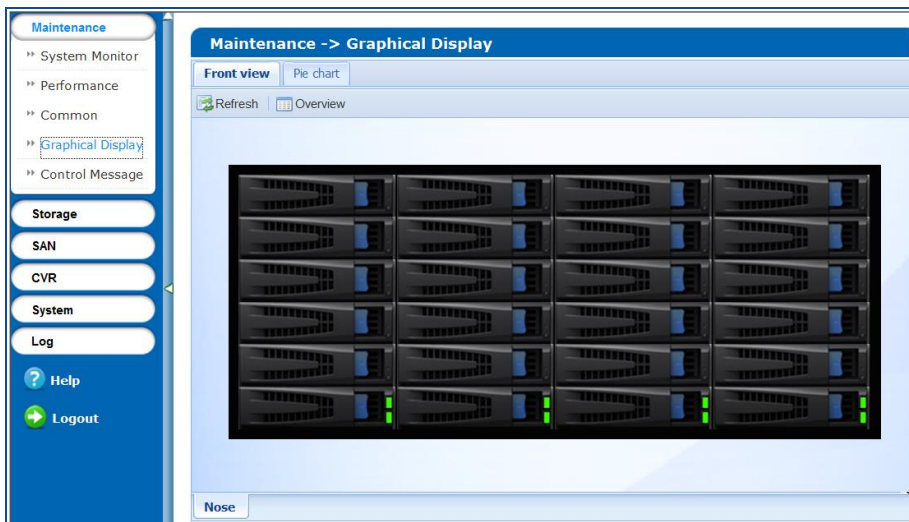 Maintenance
System Monitor
Performance
Common
Graphical Display
Control Message
Storage
SAN
CVR
System
Log
Help
Logout
Maintenance -> Graphical Display
Front view Pie chart
Refresh Overview
Nose